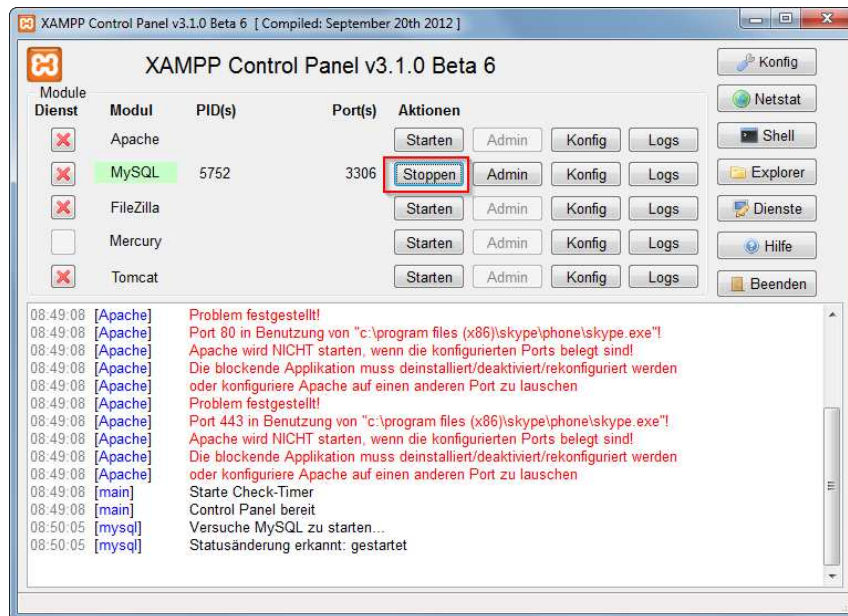 XAMPP Control Panel v3.1.0 Beta 6 [ Compiled: September 20th 2012 ]
XAMPP Control Panel v3.1.0 Beta 6
Konfig
Module
Dienst Modul PID(s) Port(s) Aktionen
Netstat
Apache Starten Admin Konfig Logs
Shell
MySQL 5752 3306 Stoppen Admin Konfig Logs
Explorer
FileZilla Starten Admin Konfig Logs
Dienste
Mercury Starten Admin Konfig Logs
Hilfe
Tomcat Starten Admin Konfig Logs
Beenden
08:49:08 [Apache] Problem festgestellt!
08:49:08 [Apache] Port 80 in Benutzung von "c:\program files (x86)\skype\phone\skype.exe"!
08:49:08 [Apache] Apache wird NICHT starten, wenn die konfigurierten Ports belegt sind!
08:49:08 [Apache] Die blockende Applikation muss deinstalliert/deaktiviert/rekonfiguriert werden
08:49:08 [Apache] oder konfiguriere Apache auf einen anderen Port zu lauschen
08:49:08 [Apache] Problem festgestellt!
08:49:08 [Apache] Port 443 in Benutzung von "c:\program files (x86)\skype\phone\skype.exe"!
08:49:08 [Apache] Apache wird NICHT starten, wenn die konfigurierten Ports belegt sind!
08:49:08 [Apache] Die blockende Applikation muss deinstalliert/deaktiviert/rekonfiguriert werden
08:49:08 [Apache] oder konfiguriere Apache auf einen anderen Port zu lauschen
08:49:08 [main] Starte Check-Timer
08:49:08 [main] Control Panel bereit
08:50:05 [mysql] Versuche MySQL zu starten...
08:50:05 [mysql] Statusänderung erkannt: gestartet